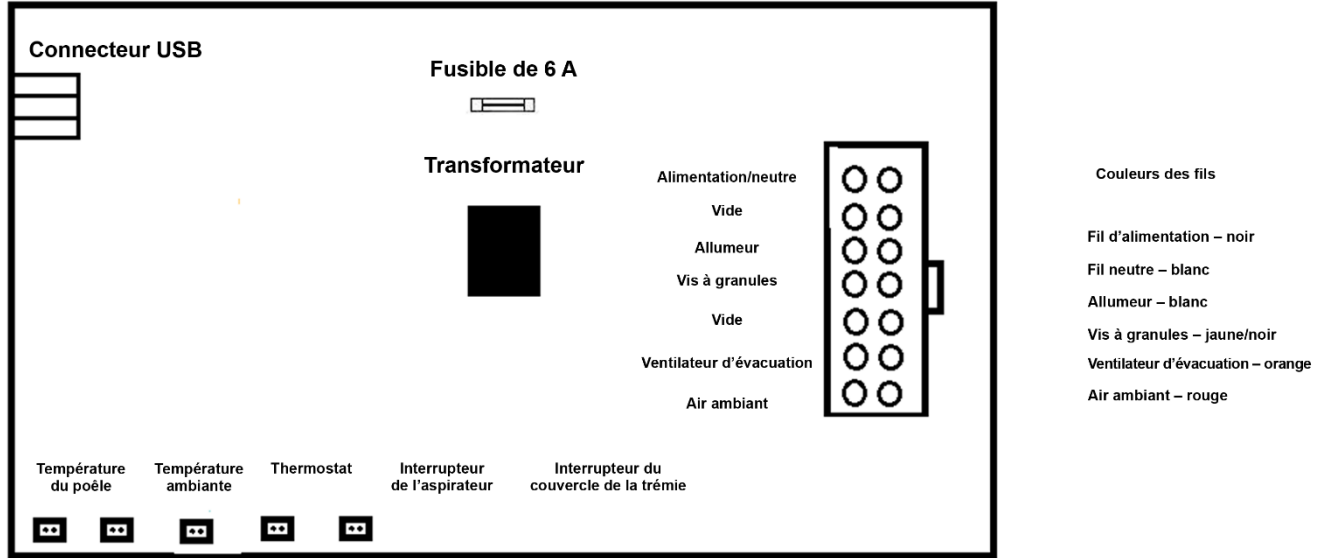 Connecteur USB
Fusible de 6 A
Transformateur
Alimentation/neutre
Vide
Allumeur
Vis à granules
Vide
Ventilateur d’évacuation
Air ambiant
Couleurs des fils
Fil d’alimentation – noir
Fil neutre – blanc
Allumeur – blanc
Vis à granules – jaune/noir
Ventilateur d’évacuation – orange
Air ambiant – rouge
Température
du poêle
Température
ambiante
Thermostat
Interrupteur
de l’aspirateur
Interrupteur du
couvercle de la trémie